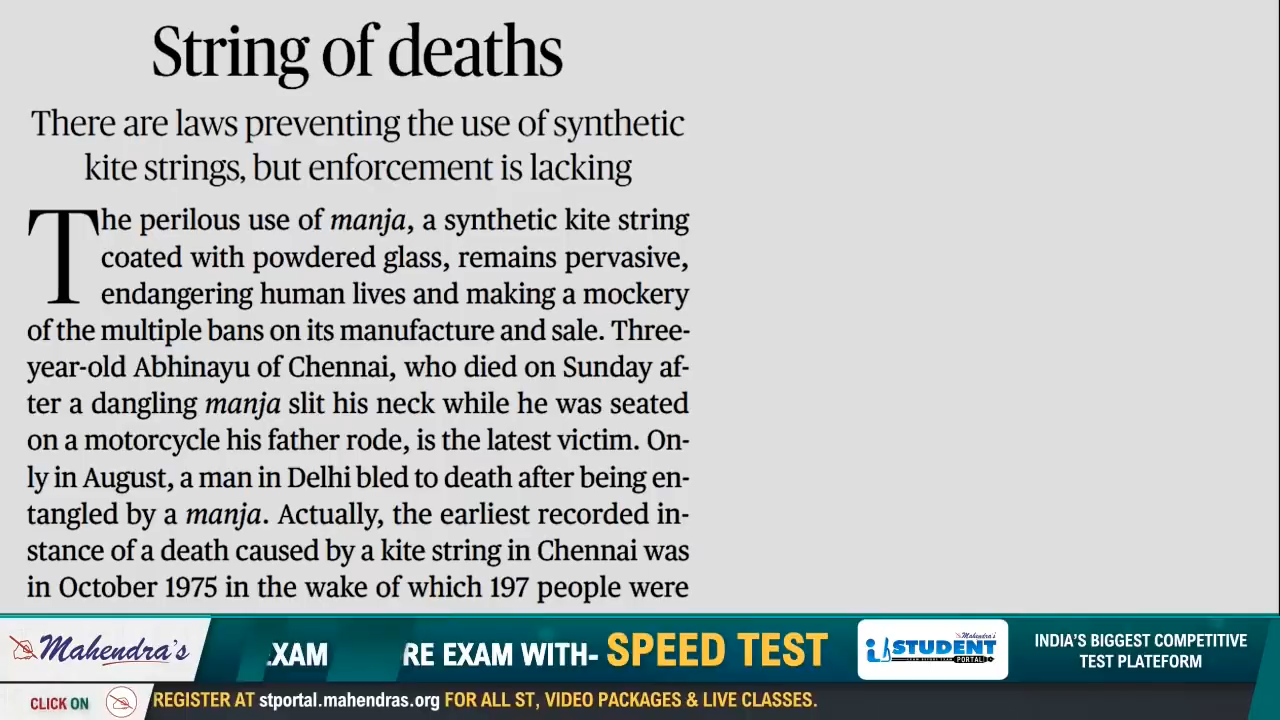 String of deaths
There are laws preventing the use of synthetic
kite strings, but enforcement is lacking
The perilous use of manja, a synthetic kite string
coated with powdered glass, remains pervasive,
endangering human lives and making a mockery
of the multiple bans on its manufacture and sale. Three-
year-old Abhinayu of Chennai, who died on Sunday af-
ter a dangling manja slit his neck while he was seated
on a motorcycle his father rode, is the latest victim. On-
ly in August, a man in Delhi bled to death after being en-
tangled by a manja. Actually, the earliest recorded in-
stance of a death caused by a kite string in Chennai was
in October 1975 in the wake of which 197 people were
Mahendra's
EXAM RE EXAM WITH- SPEED TEST
Mahendra's
STUDENT
PORTAL
INDIA'S BIGGEST COMPETITIVE
TEST PLATEFORM
CLICK ON
REGISTER AT stportal.mahendras.org FOR ALL ST, VIDEO PACKAGES & LIVE CLASSES.